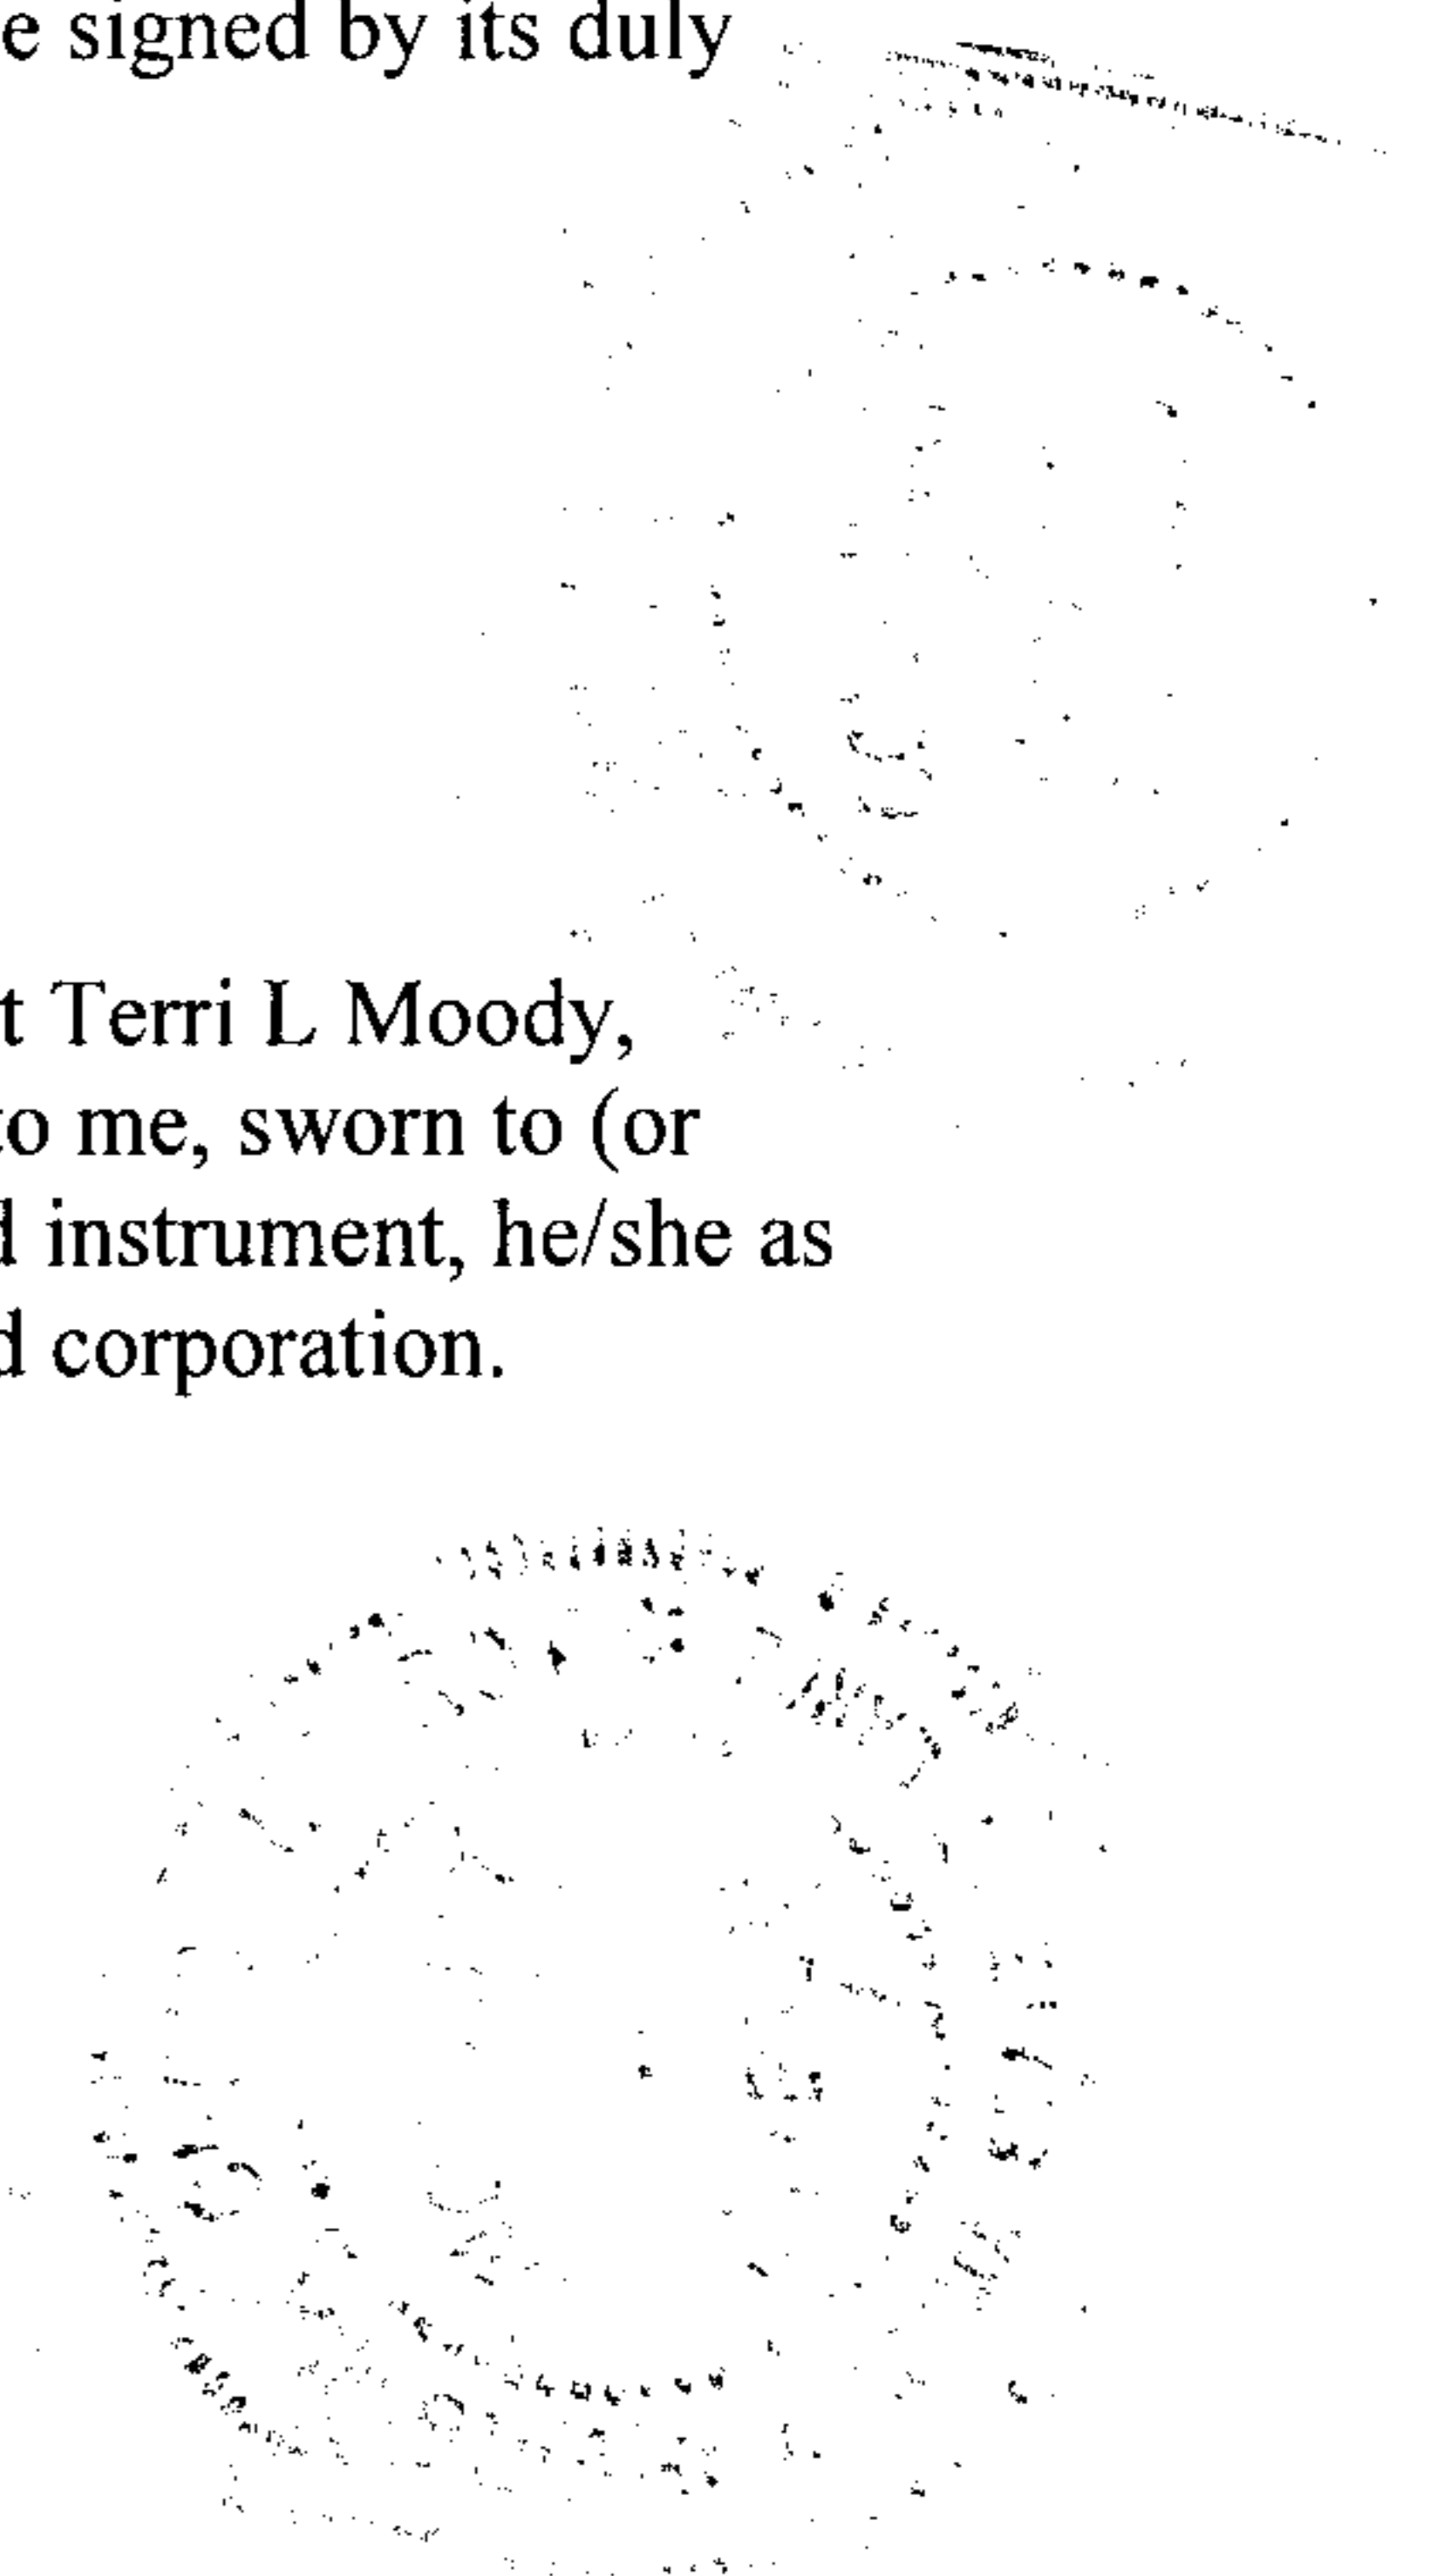 e signed by its duly
t Terri L Moody,
to me, sworn to (or
d instrument, he/she as
d corporation.